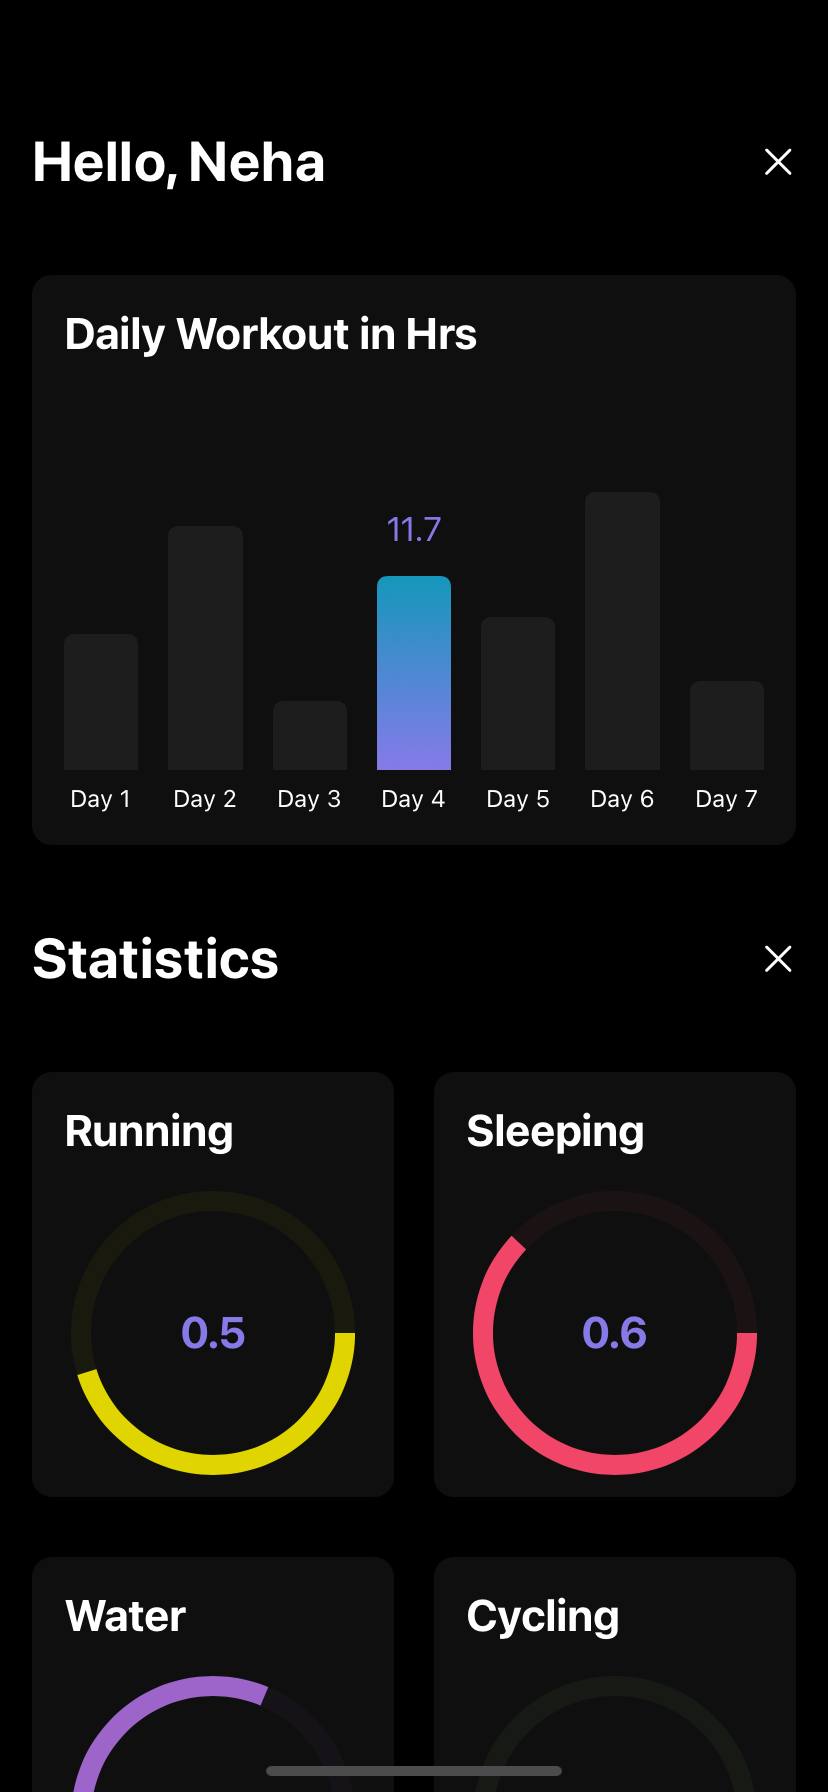 Hello, Neha
Daily Workout in Hrs
11.7
Day 1 Day 2 Day 3 Day 4 Day 5 Day 6 Day 7
Statistics
Running
0.5
Sleeping
0.6
Water
Cycling